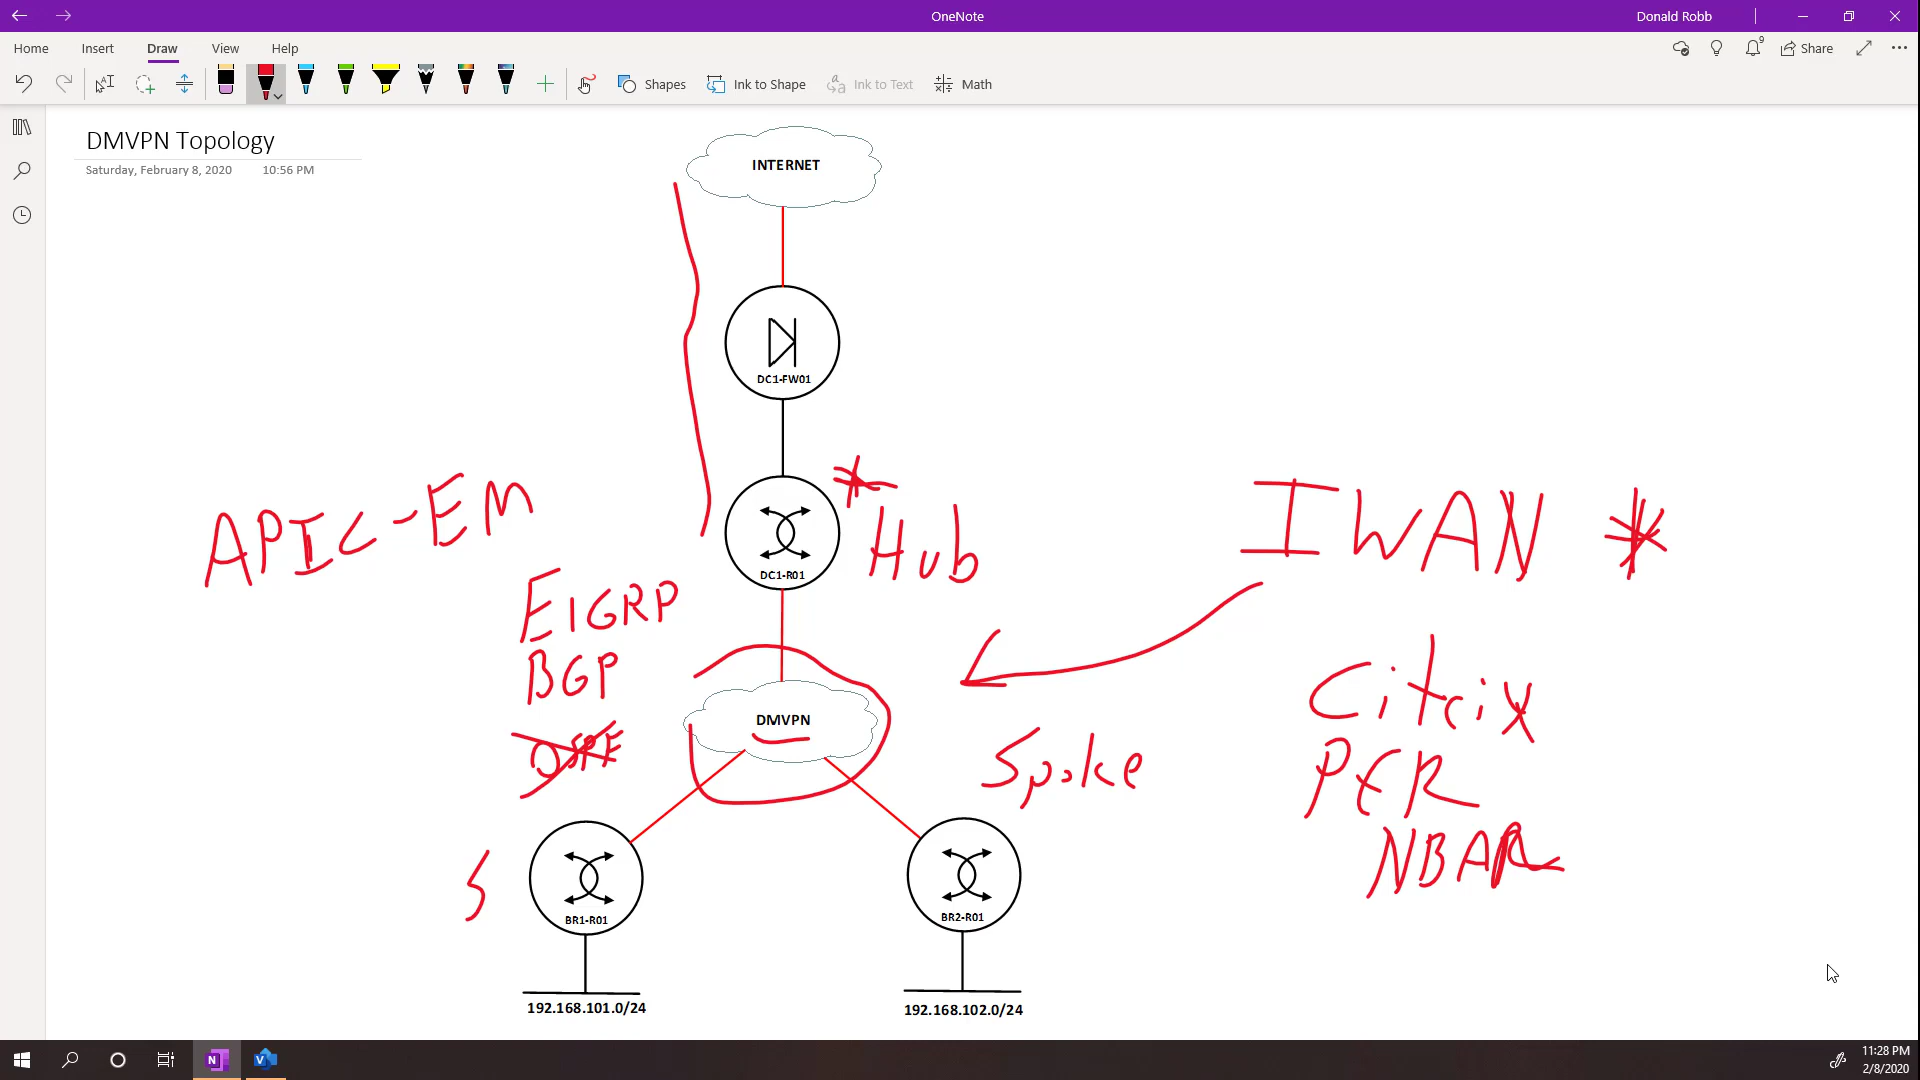 OneNote
Donald Robb
Home Insert Draw View Help
9
Share
Shapes
Ink to Shape
Ink to Text
Math
DMVPN Topology
Saturday, February 8, 2020 10:56 PM
INTERNET
DC1-FW01
DC1-R01
* Hub
APIC-EM
IWAN *
EIGRP
BGP
OSPF
DMVPN
Spoke
Citrix
PfR
NBAR
S
BR1-R01
BR2-R01
192.168.101.0/24
192.168.102.0/24
N
V
11:28 PM
2/8/2020